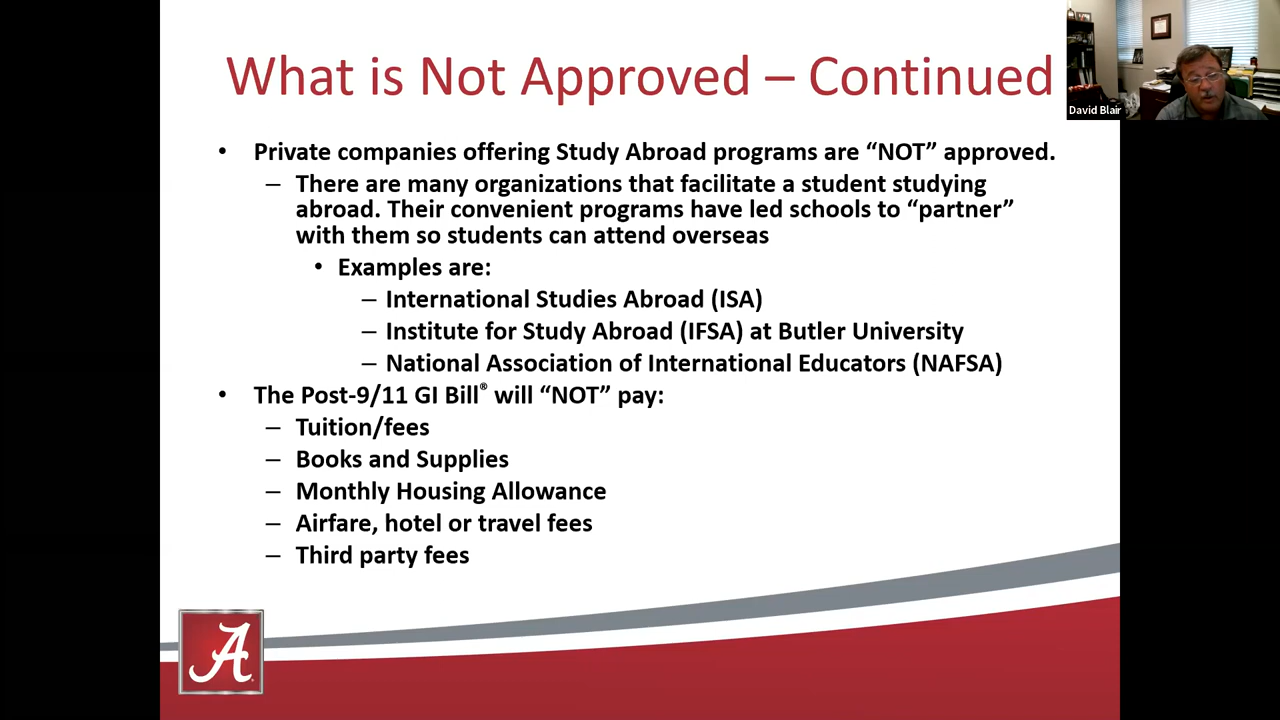 What is Not Approved – Continued
David Blair
• Private companies offering Study Abroad programs are “NOT” approved.
– There are many organizations that facilitate a student studying
abroad. Their convenient programs have led schools to “partner”
with them so students can attend overseas
• Examples are:
– International Studies Abroad (ISA)
– Institute for Study Abroad (IFSA) at Butler University
– National Association of International Educators (NAFSA)
• The Post-9/11 GI Bill® will “NOT” pay:
– Tuition/fees
– Books and Supplies
– Monthly Housing Allowance
– Airfare, hotel or travel fees
– Third party fees
A